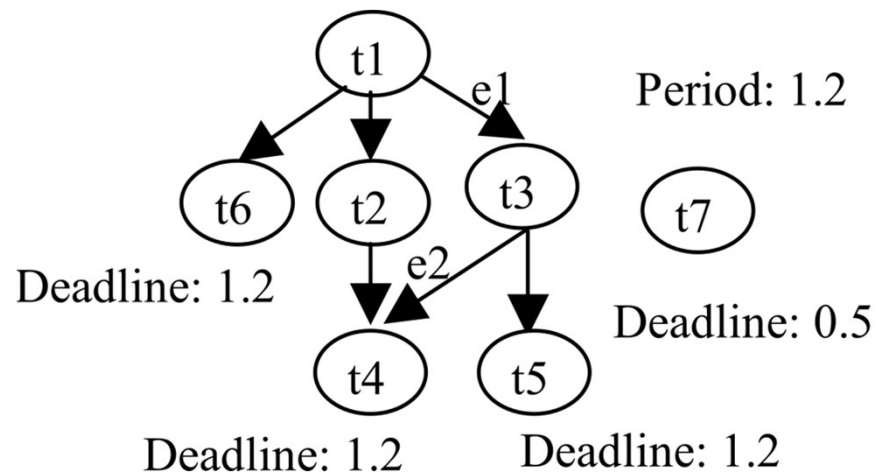 t1
e1
Period: 1.2
t6
t2
t3
t7
e2
Deadline: 1.2
Deadline: 0.5
t4
t5
Deadline: 1.2
Deadline: 1.2